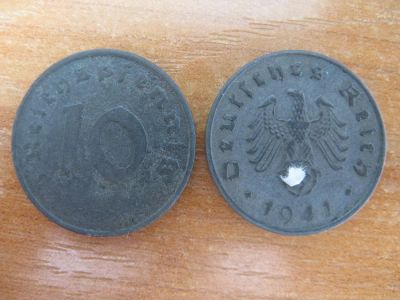 Reichspfennig
10
Deutsches Reich
1941